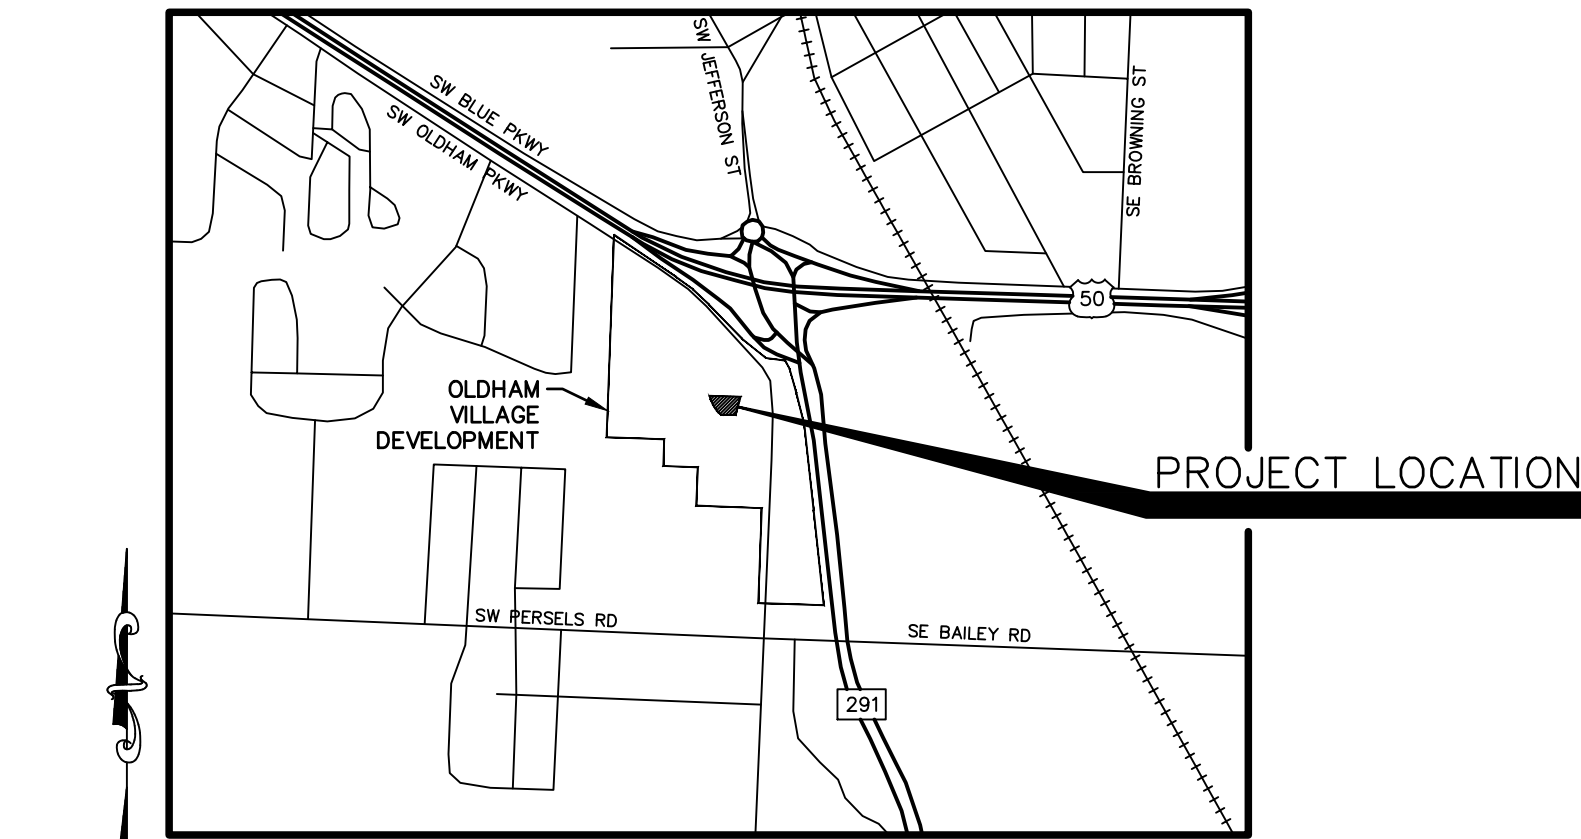 SW BLUE PKWY
SW OLDHAM PKWY
SW JEFFERSON ST
SE BROWNING ST
50
OLDHAM
VILLAGE
DEVELOPMENT
PROJECT LOCATION
SW PERSELS RD
SE BAILEY RD
291